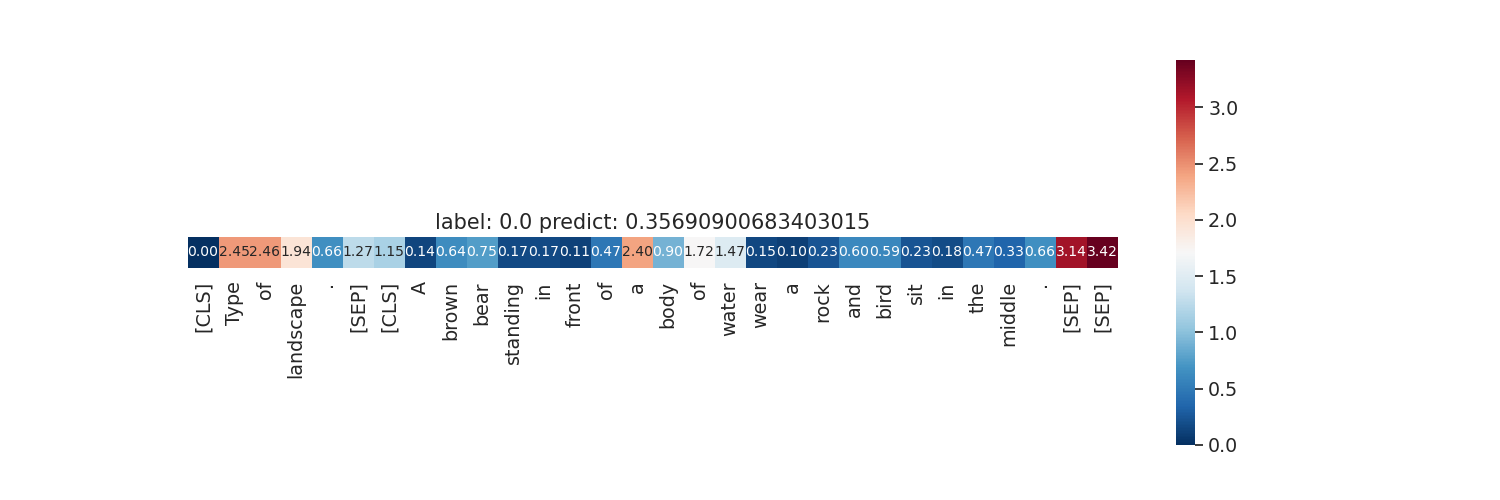 label: 0.0 predict: 0.35690900683403015
0.00 2.45 2.46 1.94 0.66 1.27 1.15 0.14 0.64 0.75 0.17 0.17 0.11 0.47 2.40 0.90 1.72 1.47 0.15 0.10 0.23 0.60 0.59 0.23 0.18 0.47 0.33 0.66 3.14 3.42
[CLS] Type of landscape . [SEP] [CLS] A brown bear standing in front of a body of water wear a rock and bird sit in the middle . [SEP] [SEP]
3.0
2.5
2.0
1.5
1.0
0.5
0.0